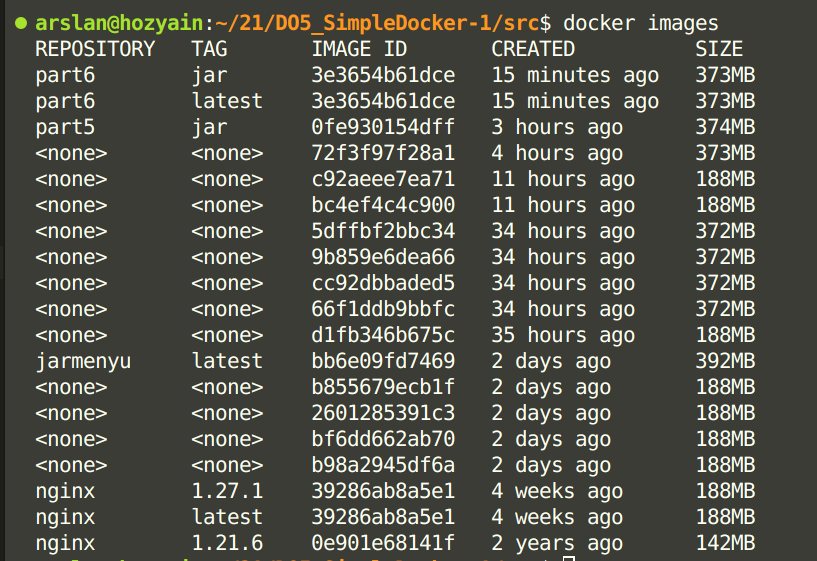 arslan@hozyain:~/21/DO5_SimpleDocker-1/src$ docker images
REPOSITORY TAG IMAGE ID CREATED SIZE
part6 jar 3e3654b61dce 15 minutes ago 373MB
part6 latest 3e3654b61dce 15 minutes ago 373MB
part5 jar 0fe930154dff 3 hours ago 374MB
<none> <none> 72f3f97f28a1 4 hours ago 373MB
<none> <none> c92aeee7ea71 11 hours ago 188MB
<none> <none> bc4ef4c4c900 11 hours ago 188MB
<none> <none> 5dffbf2bbc34 34 hours ago 372MB
<none> <none> 9b859e6dea66 34 hours ago 372MB
<none> <none> cc92dbbaded5 34 hours ago 372MB
<none> <none> 66f1ddb9bbfc 34 hours ago 372MB
<none> <none> d1fb346b675c 35 hours ago 188MB
jarmenyu latest bb6e09fd7469 2 days ago 392MB
<none> <none> b855679ecb1f 2 days ago 188MB
<none> <none> 2601285391c3 2 days ago 188MB
<none> <none> bf6dd662ab70 2 days ago 188MB
<none> <none> b98a2945df6a 2 days ago 188MB
nginx 1.27.1 39286ab8a5e1 4 weeks ago 188MB
nginx latest 39286ab8a5e1 4 weeks ago 188MB
nginx 1.21.6 0e901e68141f 2 years ago 142MB